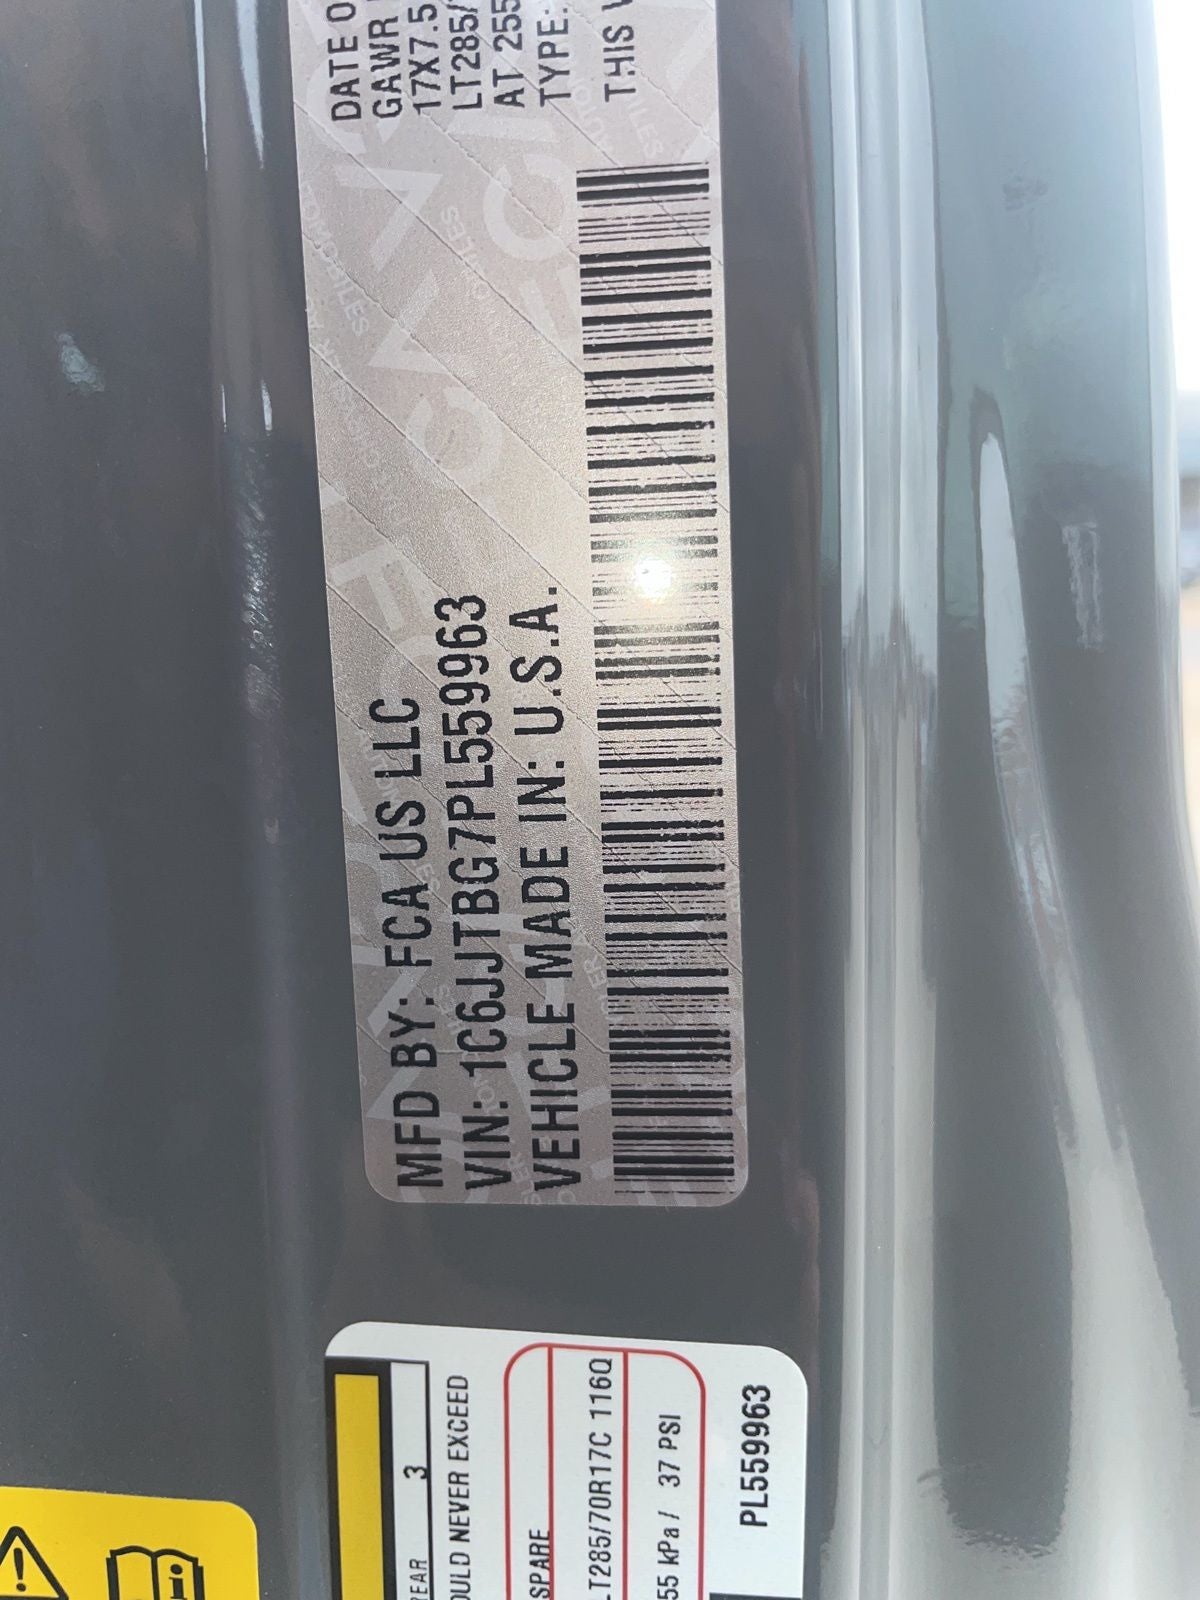 MFD BY: FCA US LLC
VIN: 1C6JJTBG7PL559963
VEHICLE MADE IN: U.S.A.
DATE O
GAWR
17X7.5
LT285/
AT 255
TYPE:
THIS
REAR 3
OULD NEVER EXCEED
SPARE
LT285/70R17C 116Q
55 kPa / 37 PSI
PL559963